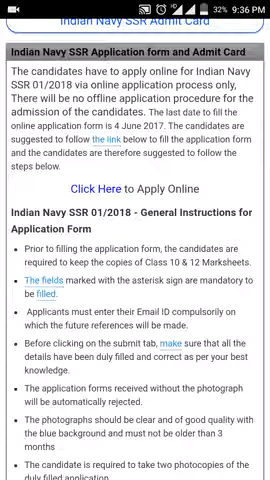 32% 9:36 PM
Indian Navy SSR Admit Card
Indian Navy SSR Application form and Admit Card
The candidates have to apply online for Indian Navy
SSR 01/2018 via online application process only,
There will be no offline application procedure for the
admission of the candidates. The last date to fill the
online application form is 4 June 2017. The candidates are
suggested to follow the link below to fill the application form
and the candidates are therefore suggested to follow the
steps below.
Click Here to Apply Online
Indian Navy SSR 01/2018 - General Instructions for
Application Form
Prior to filling the application form, the candidates are
required to keep the copies of Class 10 & 12 Marksheets.
The fields marked with the asterisk sign are mandatory to
be filled.
Applicants must enter their Email ID compulsorily on
which the future references will be made.
Before clicking on the submit tab, make sure that all the
details have been duly filled and correct as per your best
knowledge.
The application forms received without the photograph
will be automatically rejected.
The photographs should be clear and of good quality with
the blue background and must not be older than 3
months
The candidate is required to take two photocopies of the
duly filled application